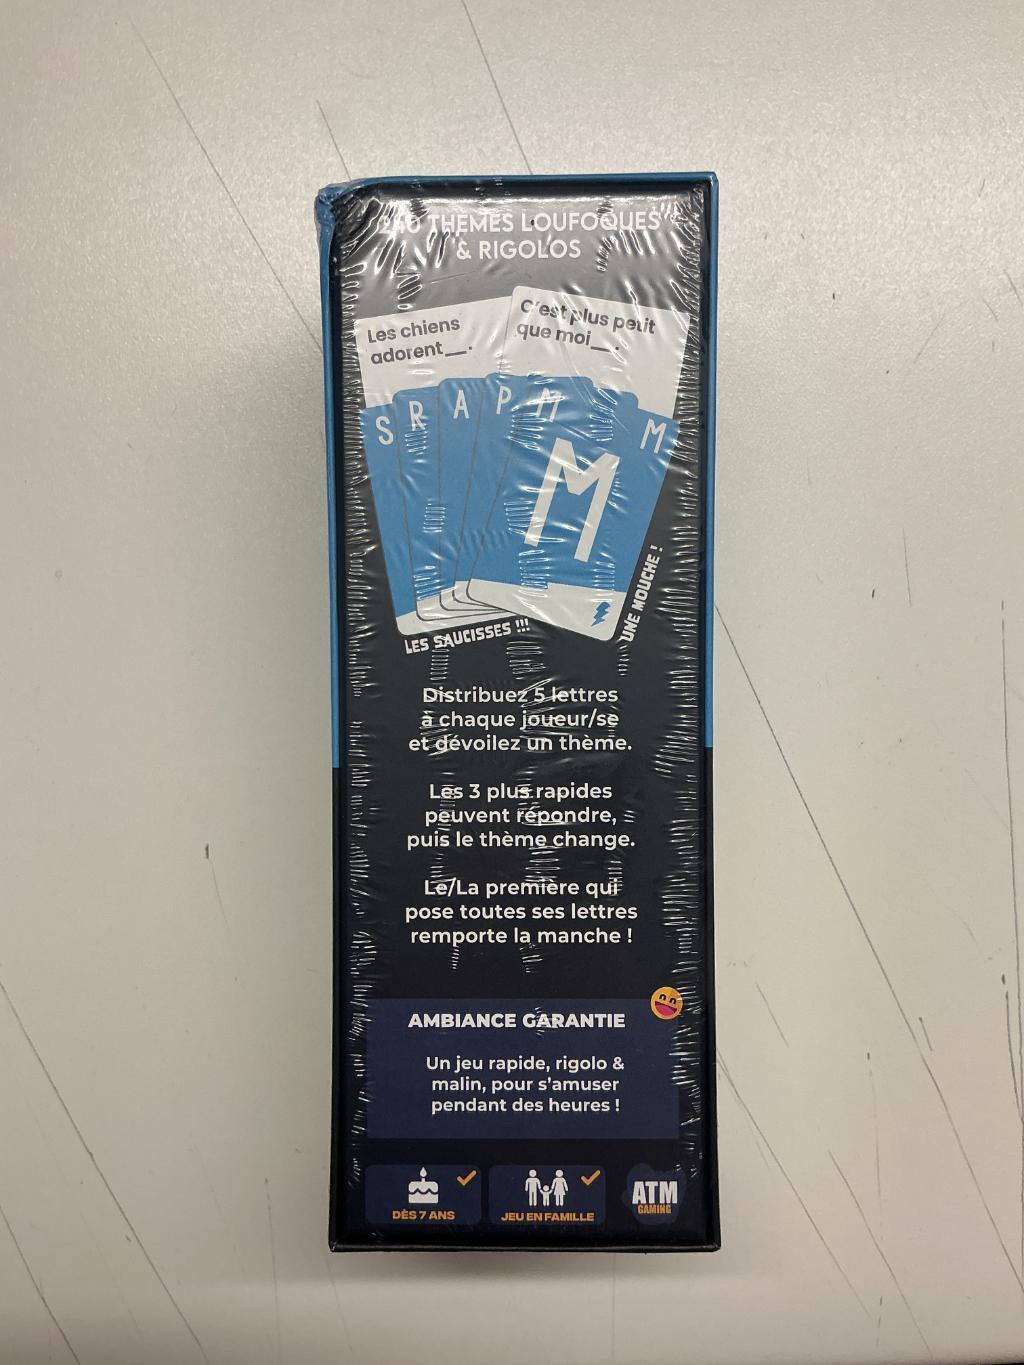 THÈMES LOUFOQUES
& RIGOLOS
Les chiens
adorent__.
C'est plus petit
que moi__.
S
R
A
P
M
M
M
LES SAUCISSES !!!
UNE MOUCHE !
Distribuez 5 lettres
à chaque joueur/se
et dévoilez un thème.
Les 3 plus rapides
peuvent répondre,
puis le thème change.
Le/La première qui
pose toutes ses lettres
remporte la manche !
AMBIANCE GARANTIE
Un jeu rapide, rigolo &
malin, pour s'amuser
pendant des heures !
DÈS 7 ANS
JEU EN FAMILLE
ATM
GAMING